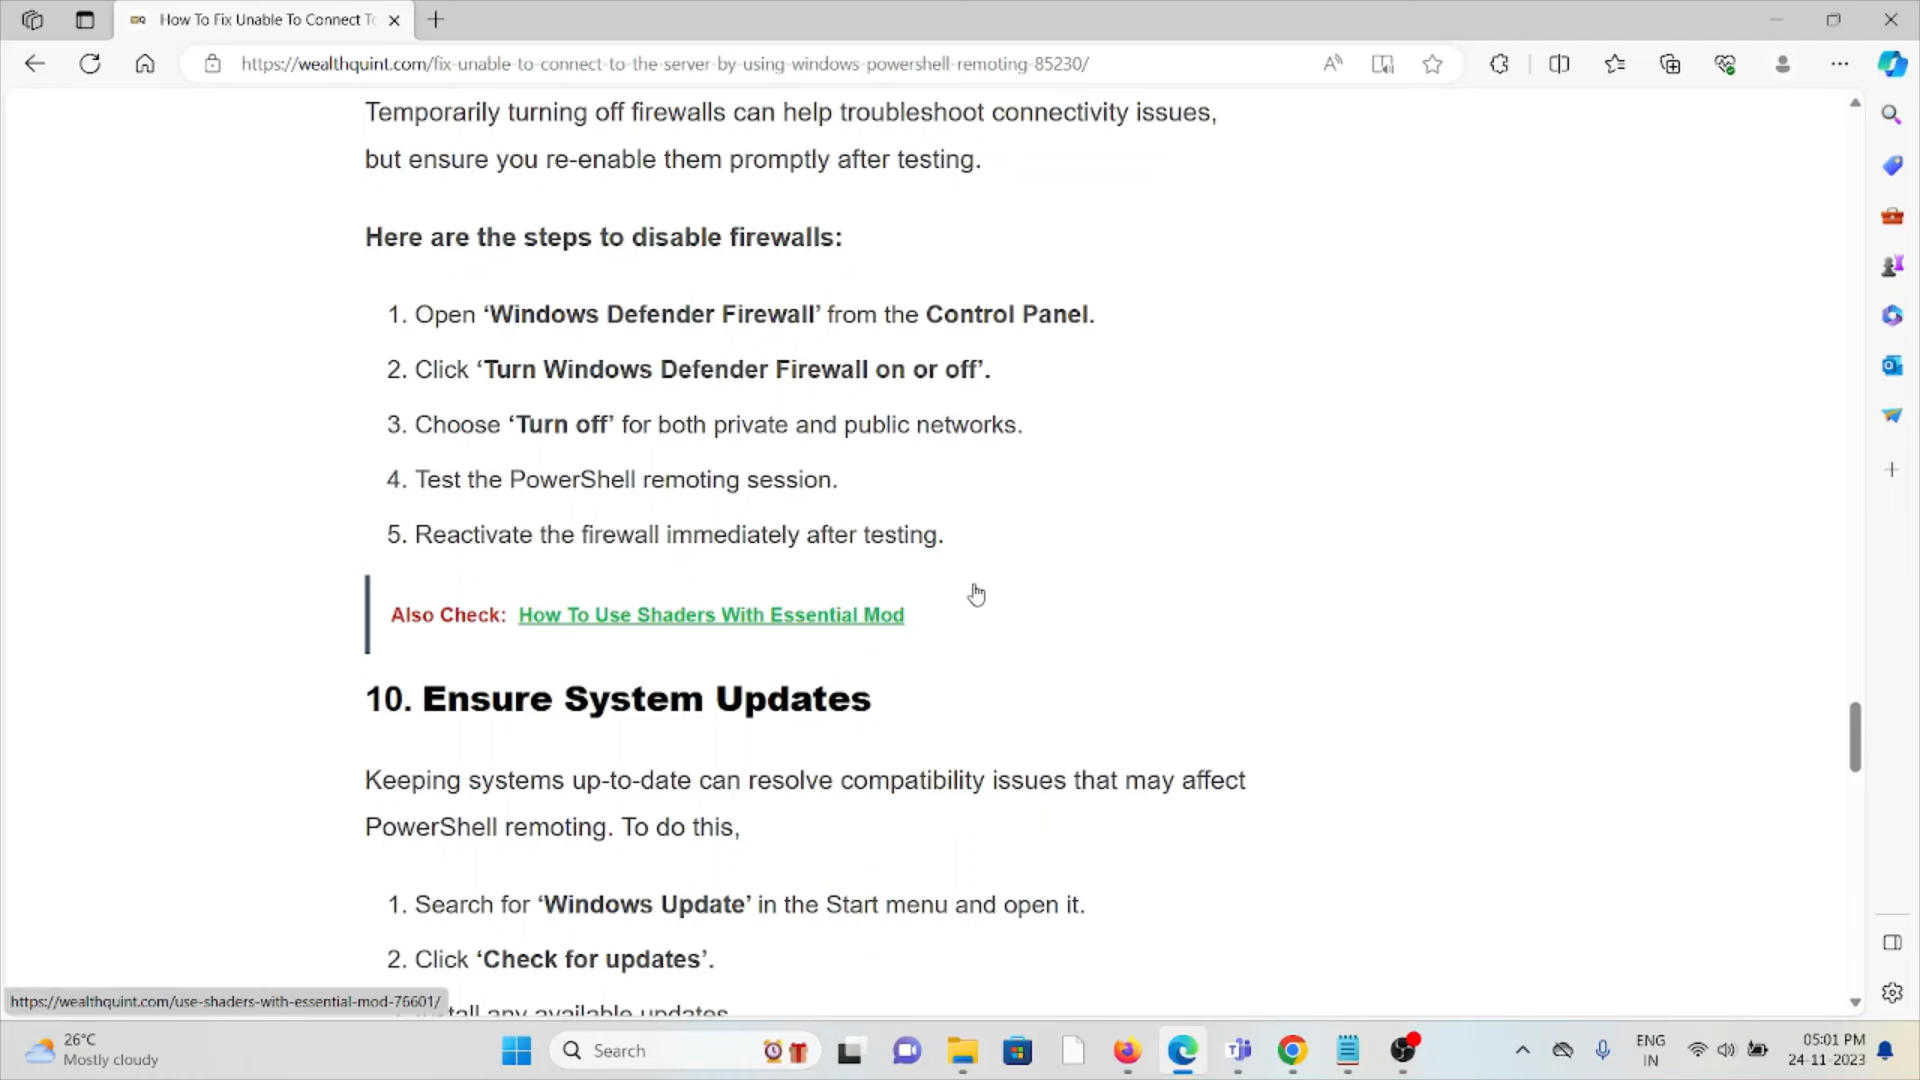 How To Fix Unable To Connect To
https://wealthquint.com/fix-unable-to-connect-to-the-server-by-using-windows-powershell-remoting-85230/
Temporarily turning off firewalls can help troubleshoot connectivity issues,
but ensure you re-enable them promptly after testing.
Here are the steps to disable firewalls:
1. Open ‘Windows Defender Firewall’ from the Control Panel.
2. Click ‘Turn Windows Defender Firewall on or off’.
3. Choose ‘Turn off’ for both private and public networks.
4. Test the PowerShell remoting session.
5. Reactivate the firewall immediately after testing.
Also Check: How To Use Shaders With Essential Mod
10. Ensure System Updates
Keeping systems up-to-date can resolve compatibility issues that may affect
PowerShell remoting. To do this,
1. Search for ‘Windows Update’ in the Start menu and open it.
2. Click ‘Check for updates’.
https://wealthquint.com/use-shaders-with-essential-mod-76601/
any available updates
26°C
Mostly cloudy
Search
ENG
IN
05:01 PM
24-11-2023